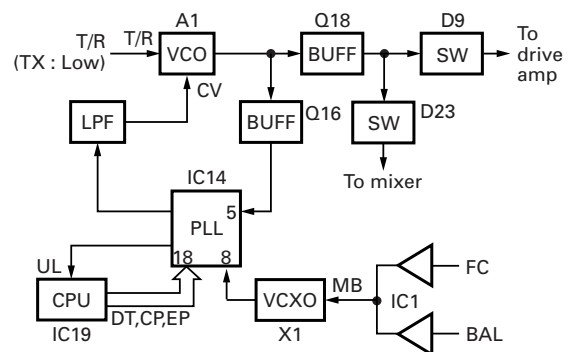 A1
Q18
D9
T/R
T/R
(TX : Low)
VCO
BUFF
SW
To
drive
amp
CV
LPF
BUFF
Q16
SW
D23
To mixer
IC14
5
PLL
18
8
UL
CPU
IC19
DT,CP,EP
VCXO
X1
MB
IC1
FC
BAL